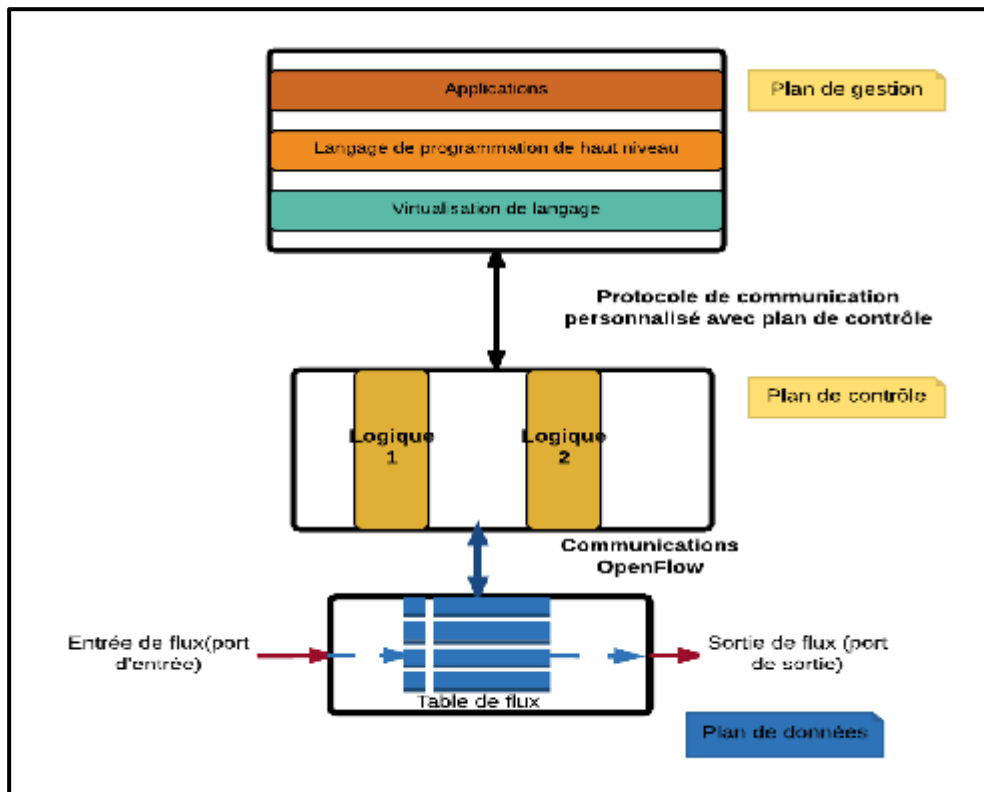 Applications
Plan de gestion
Langage de programmation de haut niveau
Virtualisation de langage
Protocole de communication
personnalisé avec plan de contrôle
Plan de contrôle
Logique
1
Logique
2
Communications
OpenFlow
Entrée de flux(port
d'entrée)
Sortie de flux (port
de sortie)
Table de flux
Plan de données